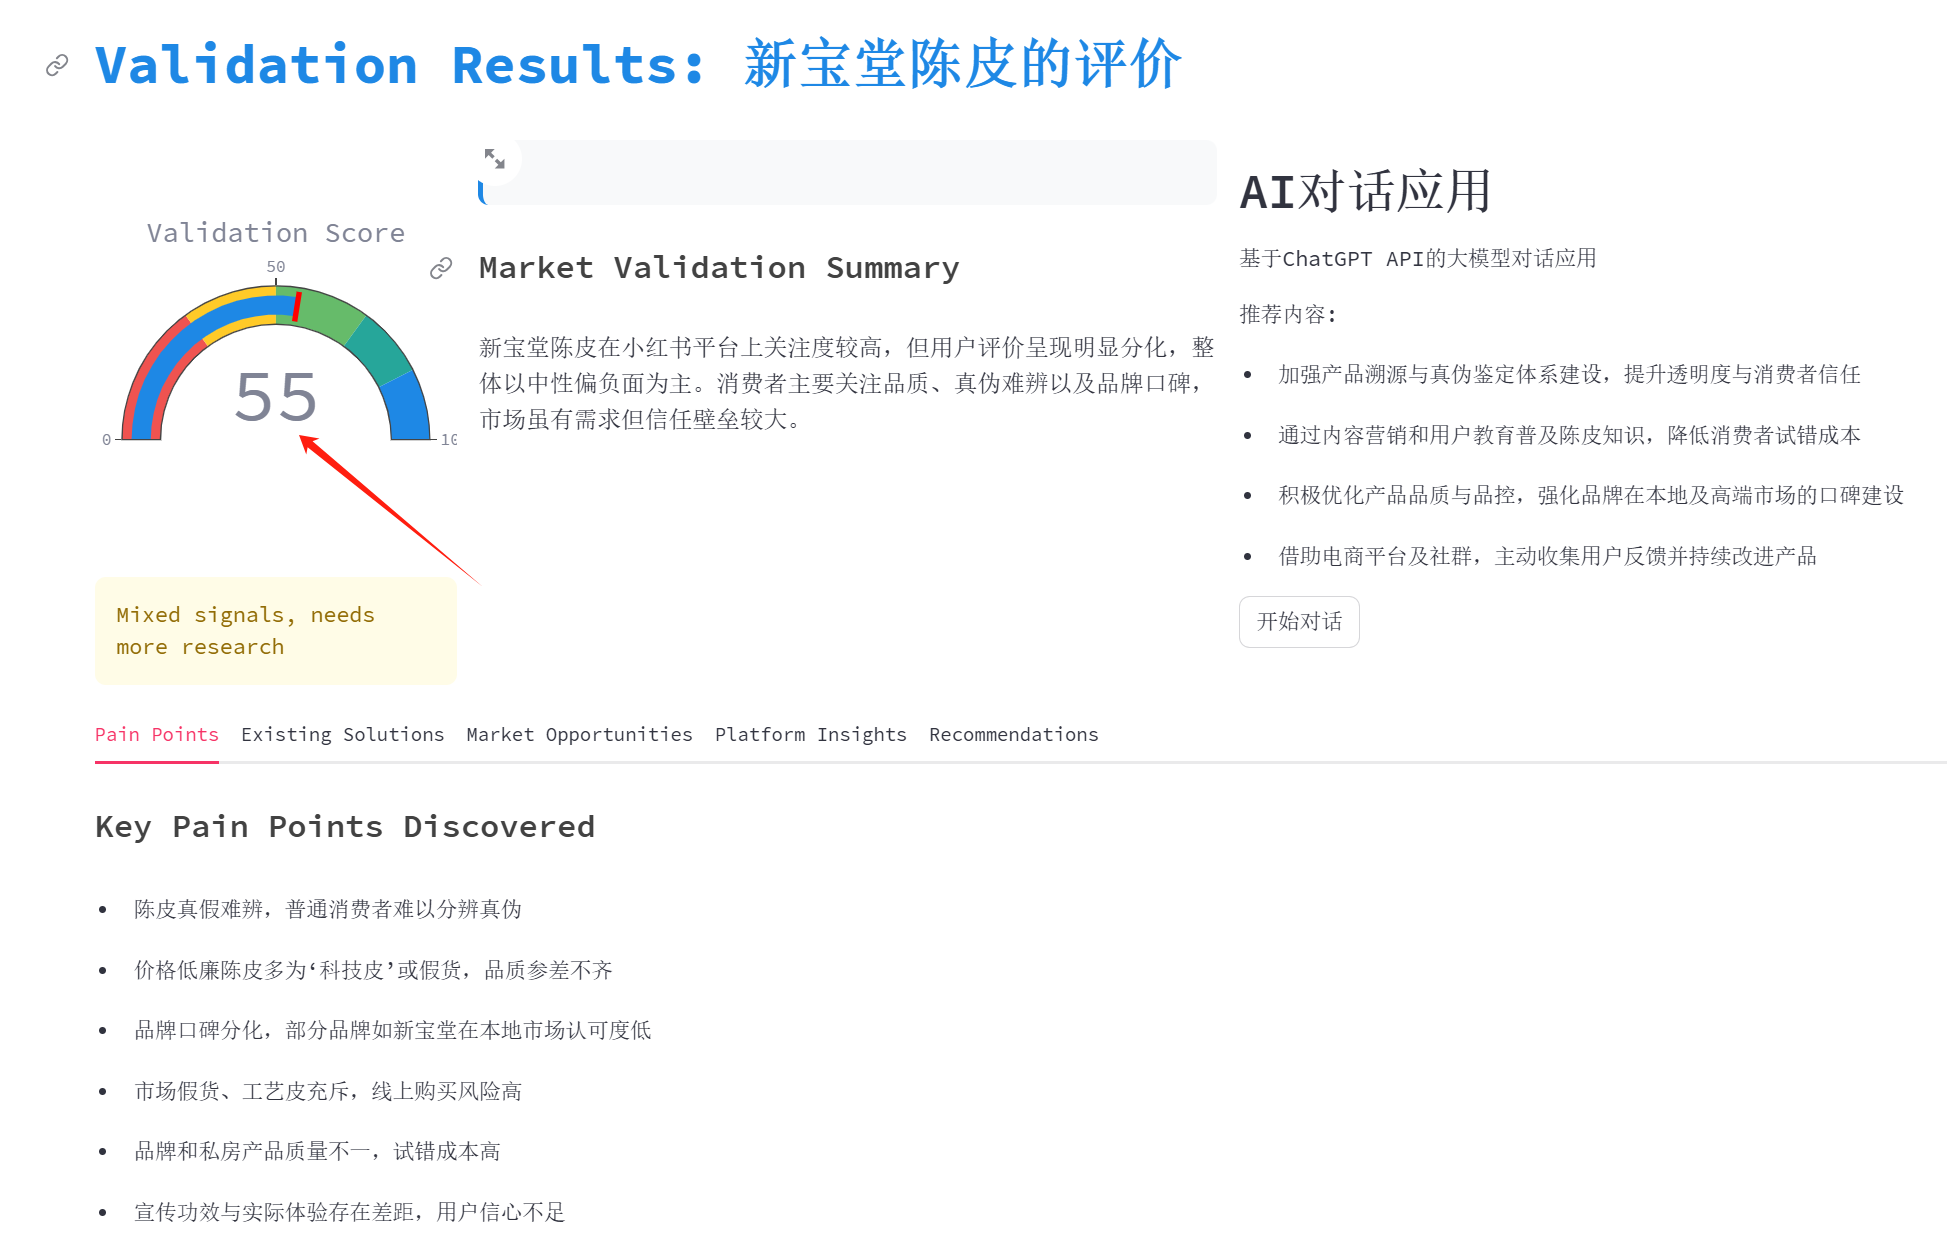 Validation Results: 新宝堂陈皮的评价
Validation Score
50
0
55
Mixed signals, needs
more research
Market Validation Summary
新宝堂陈皮在小红书平台上关注度较高，但用户评价呈现明显分化，整
体以中性偏负面为主。消费者主要关注品质、真伪难辨以及品牌口碑，
市场虽有需求但信任壁垒较大。
AI对话应用
基于ChatGPT API的大模型对话应用
推荐内容:
加强产品溯源与真伪鉴定体系建设，提升透明度与消费者信任
通过内容营销和用户教育普及陈皮知识，降低消费者试错成本
积极优化产品品质与品控，强化品牌在本地及高端市场的口碑建设
借助电商平台及社群，主动收集用户反馈并持续改进产品
开始对话
Pain Points Existing Solutions Market Opportunities Platform Insights Recommendations
Key Pain Points Discovered
陈皮真假难辨，普通消费者难以分辨真伪
价格低廉陈皮多为‘科技皮’或假货，品质参差不齐
品牌口碑分化，部分品牌如新宝堂在本地市场认可度低
市场假货、工艺皮充斥，线上购买风险高
品牌和私房产品质量不一，试错成本高
宣传功效与实际体验存在差距，用户信心不足